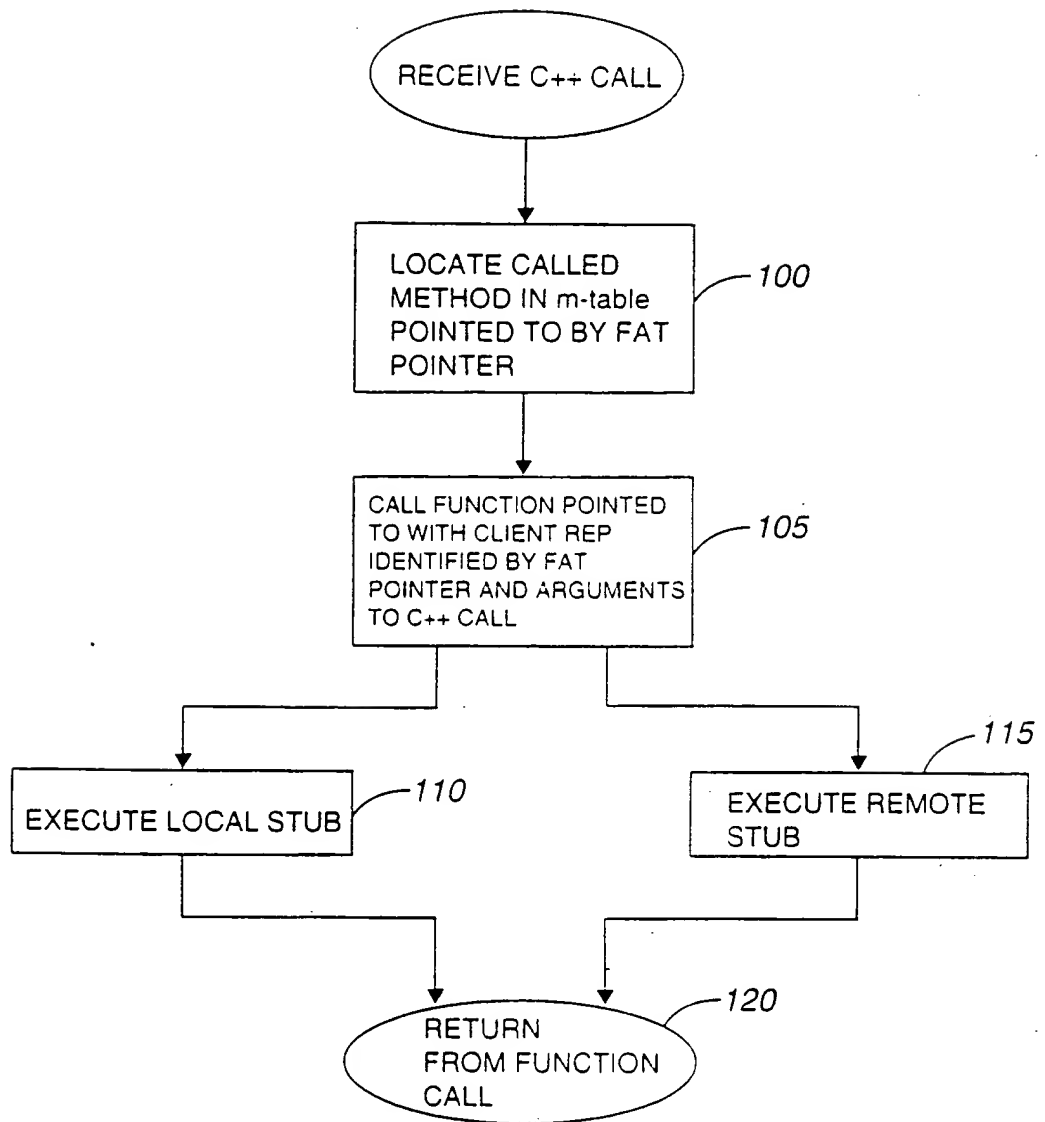 RECEIVE C++ CALL
LOCATE CALLED
METHOD IN m-table
POINTED TO BY FAT
POINTER
100
CALL FUNCTION POINTED
TO WITH CLIENT REP
IDENTIFIED BY FAT
POINTER AND ARGUMENTS
TO C++ CALL
105
EXECUTE LOCAL STUB
110
EXECUTE REMOTE
STUB
115
RETURN
FROM FUNCTION
CALL
120